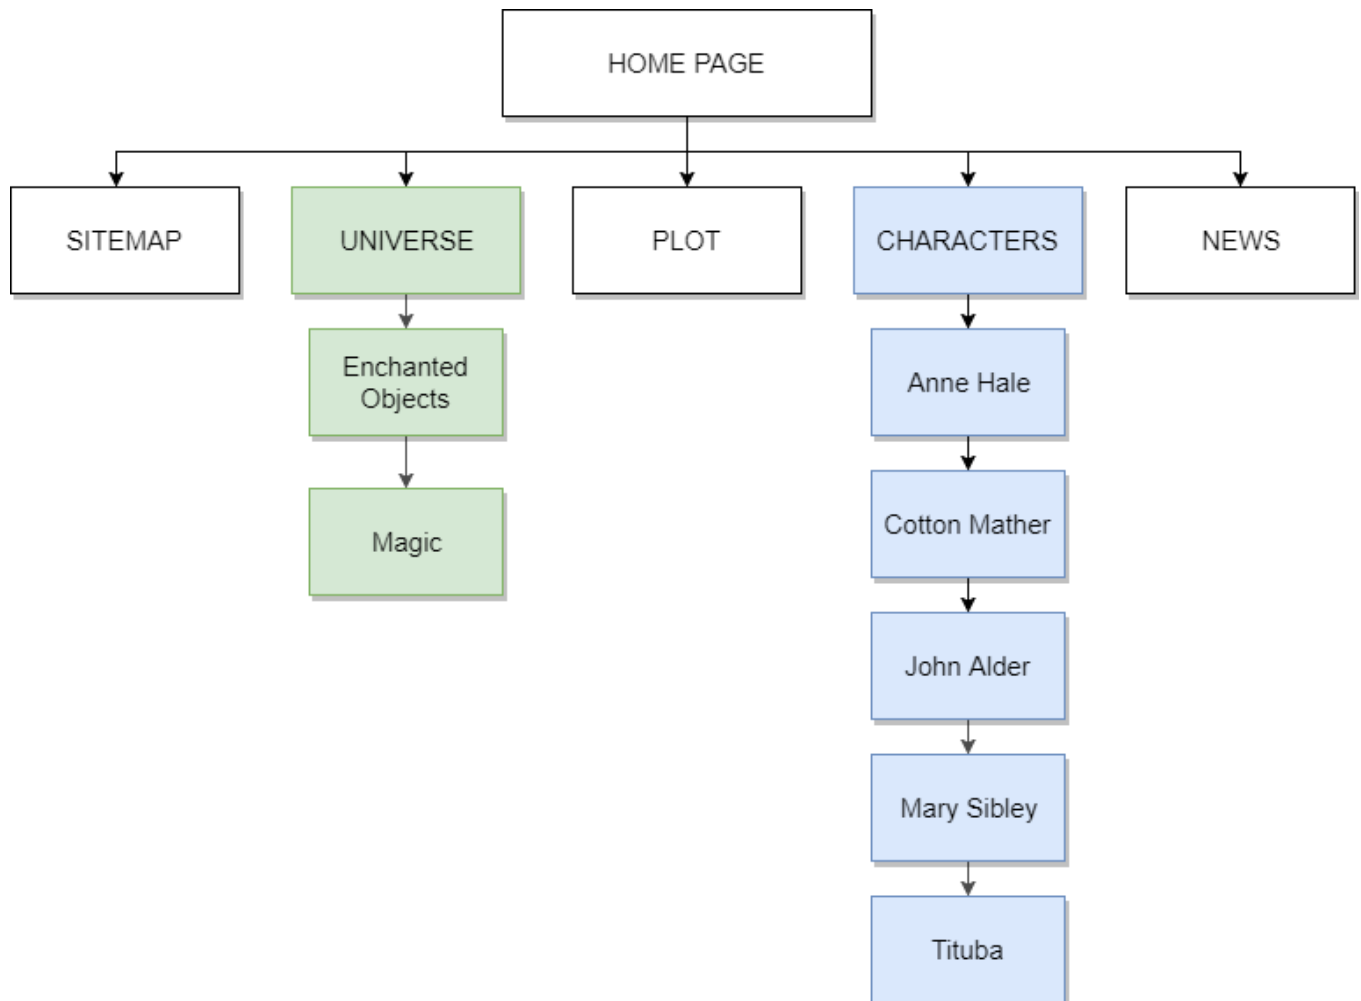 HOME PAGE
SITEMAP
UNIVERSE
PLOT
CHARACTERS
NEWS
Enchanted
Objects
Magic
Anne Hale
Cotton Mather
John Alder
Mary Sibley
Tituba